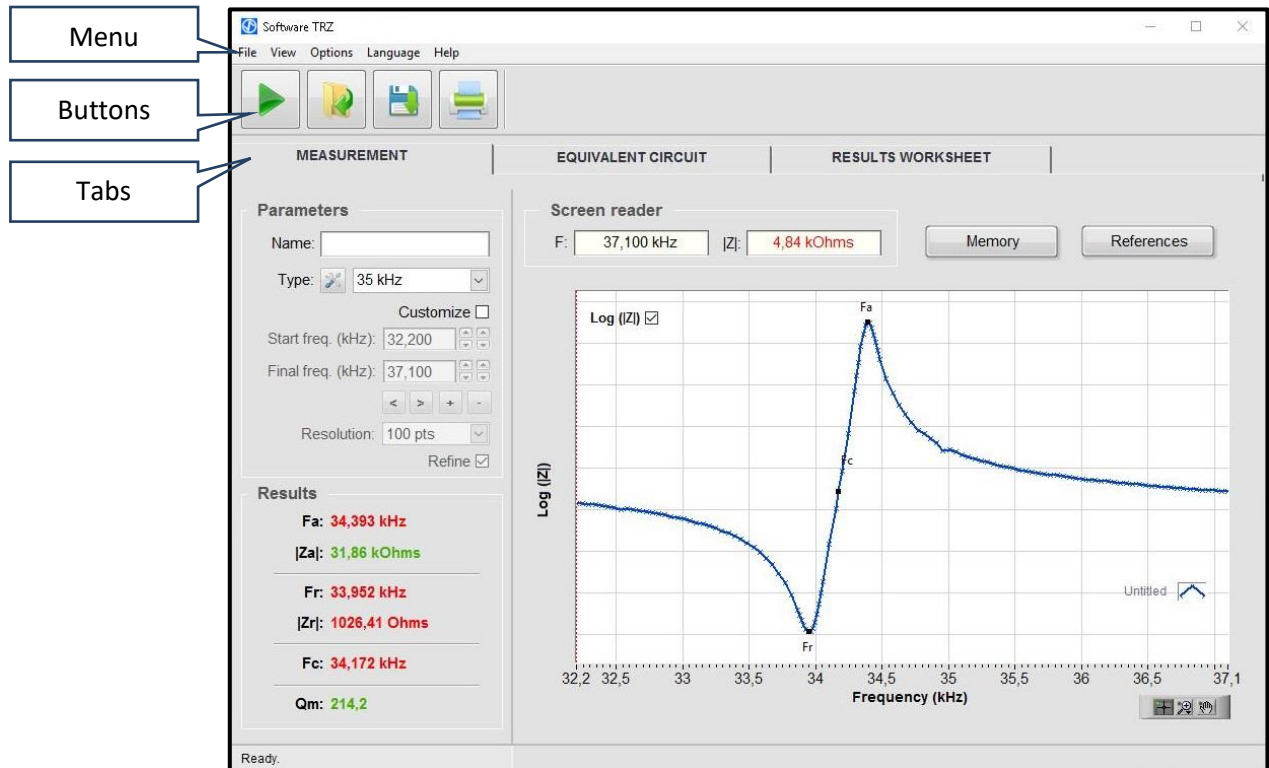 Menu
Buttons
Tabs
Software TRZ
File View Options Language Help
MEASUREMENT EQUIVALENT CIRCUIT RESULTS WORKSHEET
Parameters
Name:
Type: 35 kHz
Customize
Start freq. (kHz): 32,200
Final freq. (kHz): 37,100
< > + -
Resolution: 100 pts
Refine
Results
Fa: 34,393 kHz
|Za|: 31,86 kOhms
Fr: 33,952 kHz
|Zr|: 1026,41 Ohms
Fc: 34,172 kHz
Qm: 214,2
Screen reader
F: 37,100 kHz |Z|: 4,84 kOhms
Memory References
Log (|Z|)
Fa
Fc
Log (|Z|)
Untitled
Fr
32,2 32,5 33 33,5 34 34,5 35 35,5 36 36,5 37,1
Frequency (kHz)
Ready.